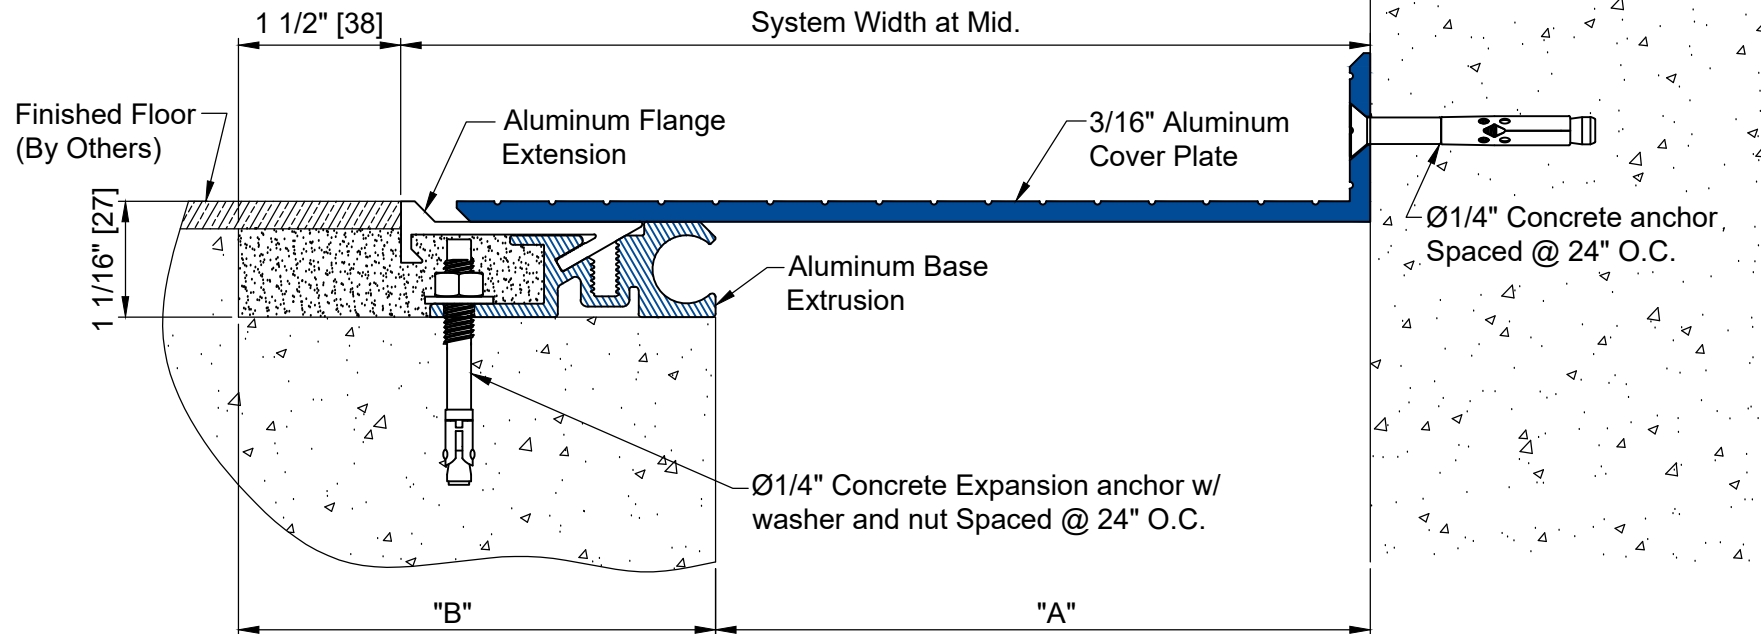 1 1/2" [38]
System Width at Mid.
Finished Floor
(By Others)
Aluminum Flange
Extension
3/16" Aluminum
Cover Plate
1 1/16" [27]
Ø1/4" Concrete anchor
Spaced @ 24" O.C.
Aluminum Base
Extrusion
Ø1/4" Concrete Expansion anchor w/
washer and nut Spaced @ 24" O.C.
"B"
"A"